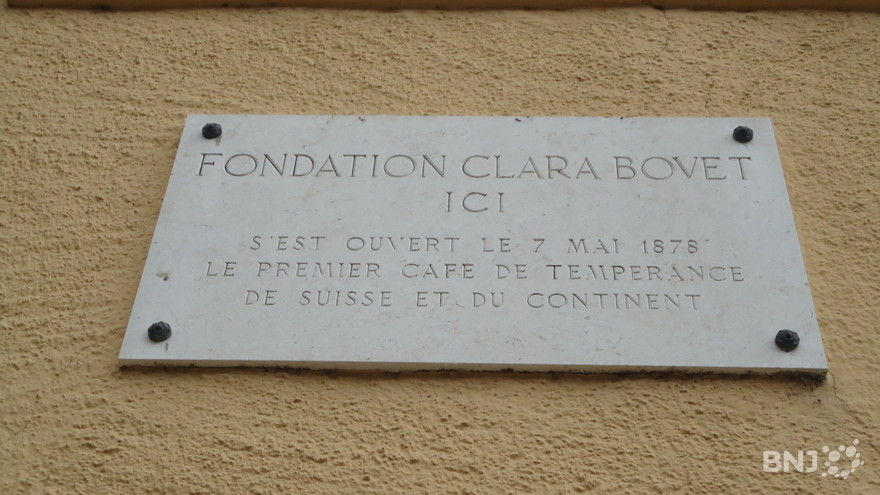 FONDATION CLARA BOVET
ICI
S'EST OUVERT LE 7 MAI 1878
LE PREMIER CAFE DE TEMPERANCE
DE SUISSE ET DU CONTINENT
BNJ